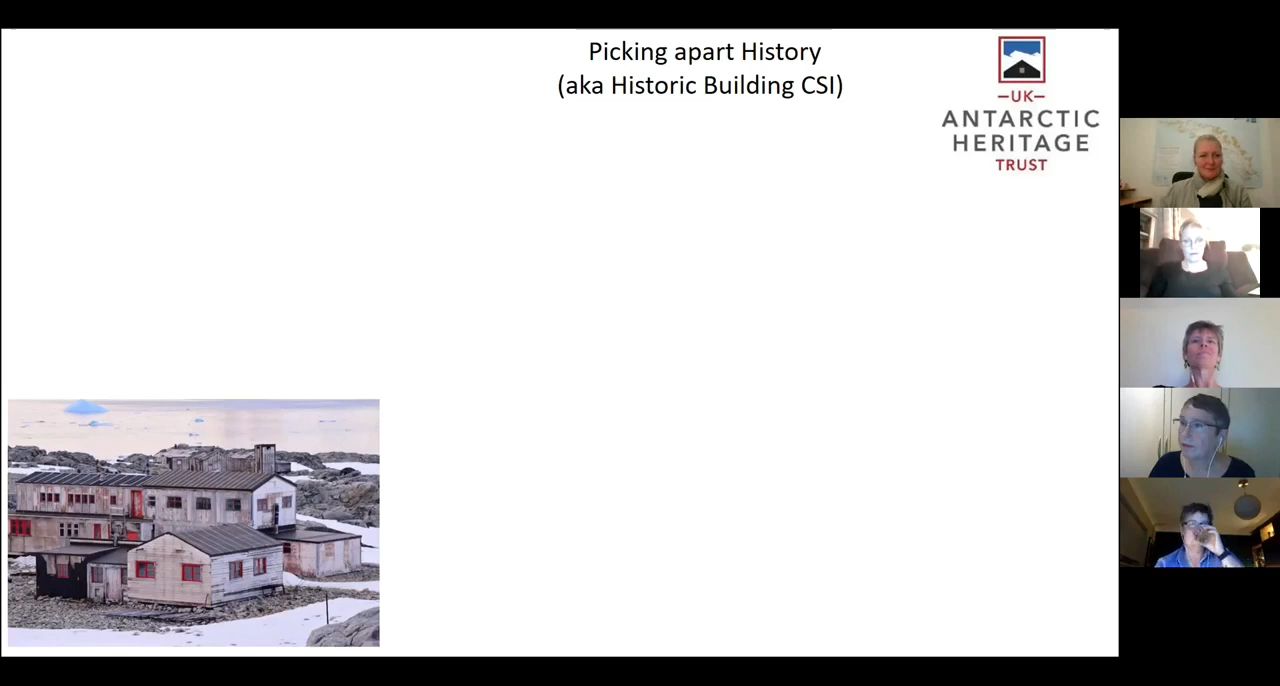 Picking apart History
(aka Historic Building CSI)
UK
ANTARCTIC
HERITAGE
TRUST